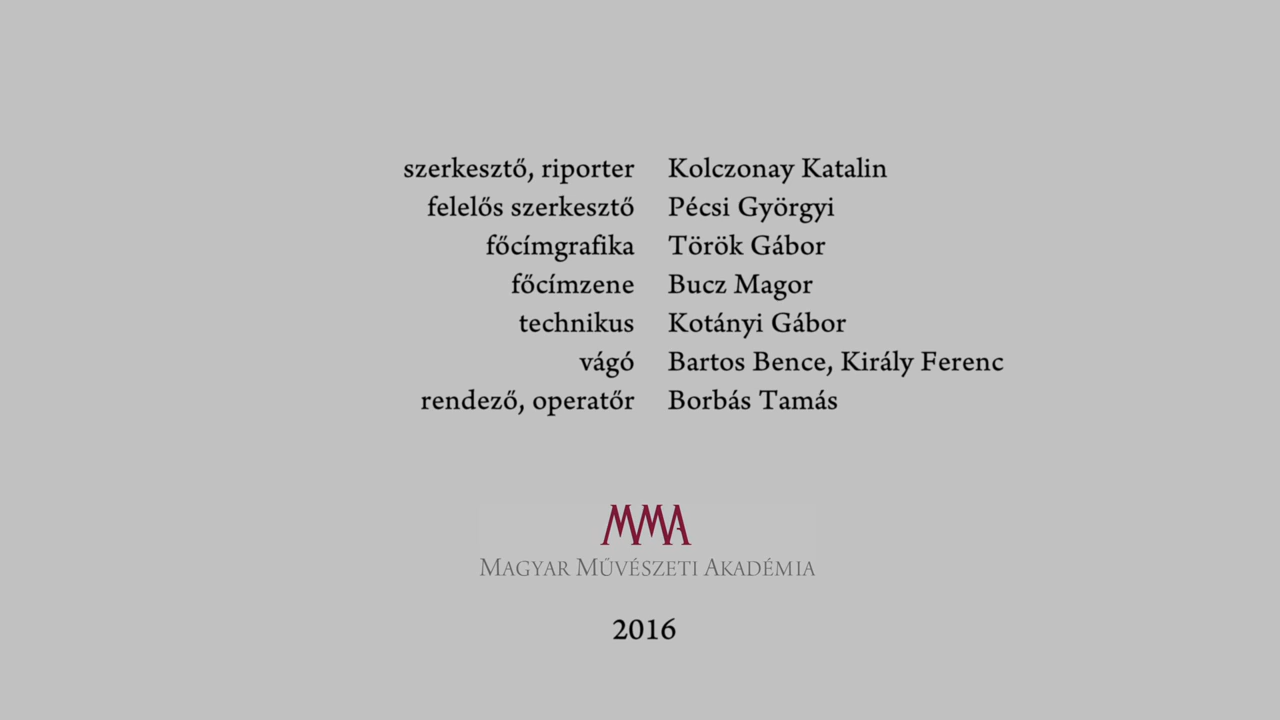 szerkesztő, riporter Kolczonay Katalin
felelős szerkesztő Pécsi Györgyi
főcímgrafika Török Gábor
főcímzene Bucz Magor
technikus Kotányi Gábor
vágó Bartos Bence, Király Ferenc
rendező, operatőr Borbás Tamás
MMA
MAGYAR MŰVÉSZETI AKADÉMIA
2016